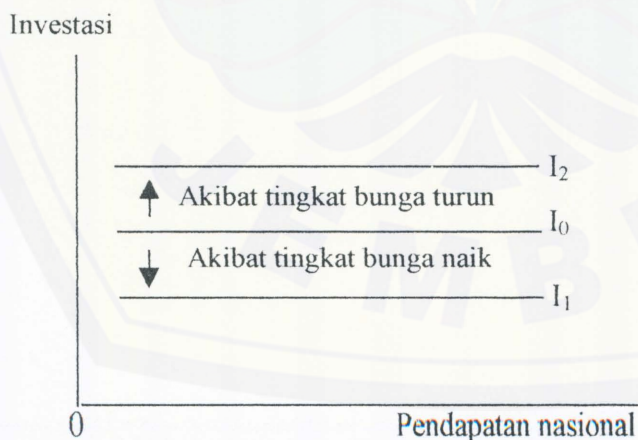 Investasi
I₂
Akibat tingkat bunga turun
I₀
Akibat tingkat bunga naik
I₁
0
Pendapatan nasional